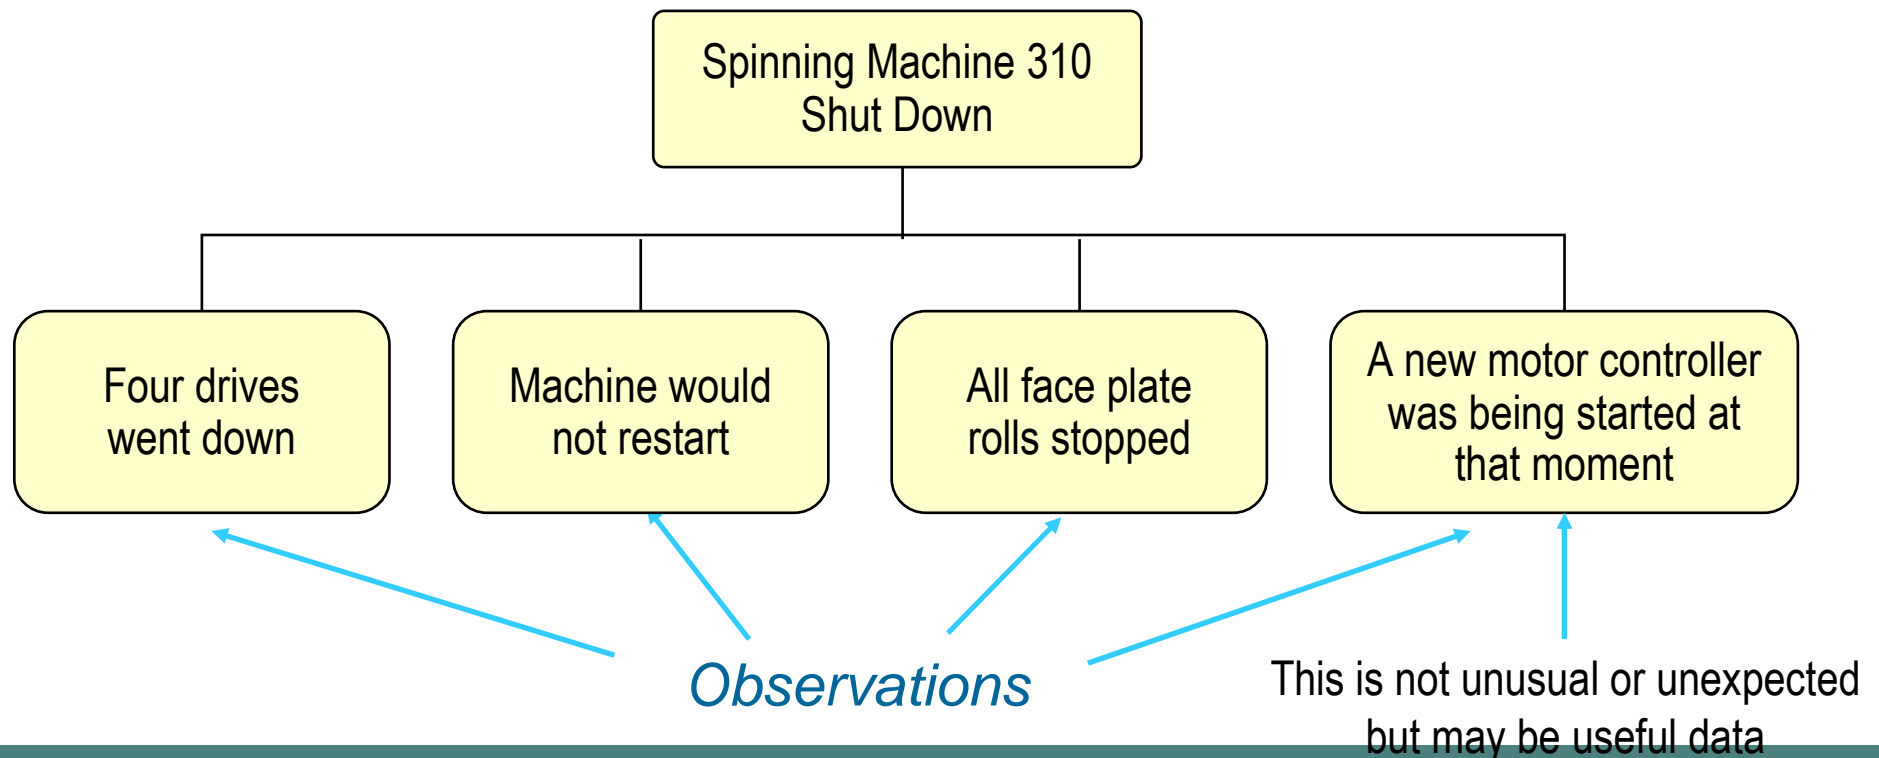 Spinning Machine 310
Shut Down
Four drives
went down
Machine would
not restart
All face plate
rolls stopped
A new motor controller
was being started at
that moment
Observations
This is not unusual or unexpected
but may be useful data